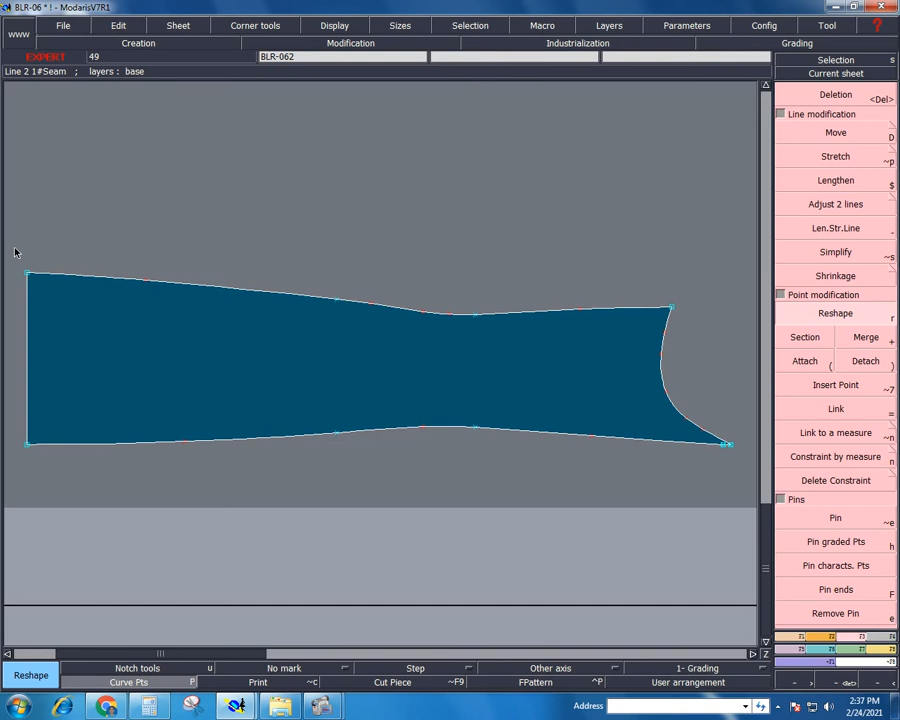 BLR-06 * ! - ModarisV7R1
www File Edit Sheet Corner tools Display Sizes Selection Macro Layers Parameters Config Tool ?
Creation Modification Industrialization Grading
EXPERT 49 BLR-062
Line 2 1#Seam ; layers : base
Selection s
Current sheet
Deletion <Del>
Line modification
Move D
Stretch ~p
Lengthen $
Adjust 2 lines
Len.Str.Line -
Simplify ~s
Shrinkage
Point modification
Reshape r
Section Merge +
Attach ( Detach )
Insert Point ~7
Link =
Link to a measure ~n
Constraint by measure n
Delete Constraint
Pins
Pin ~e
Pin graded Pts h
Pin characts. Pts
Pin ends F
Remove Pin e
Z
Reshape
Notch tools u No mark Step Other axis 1- Grading
Curve Pts P Print ~c Cut Piece ~F9 FPattern ^P User arrangement
Address
2:37 PM
2/24/2021